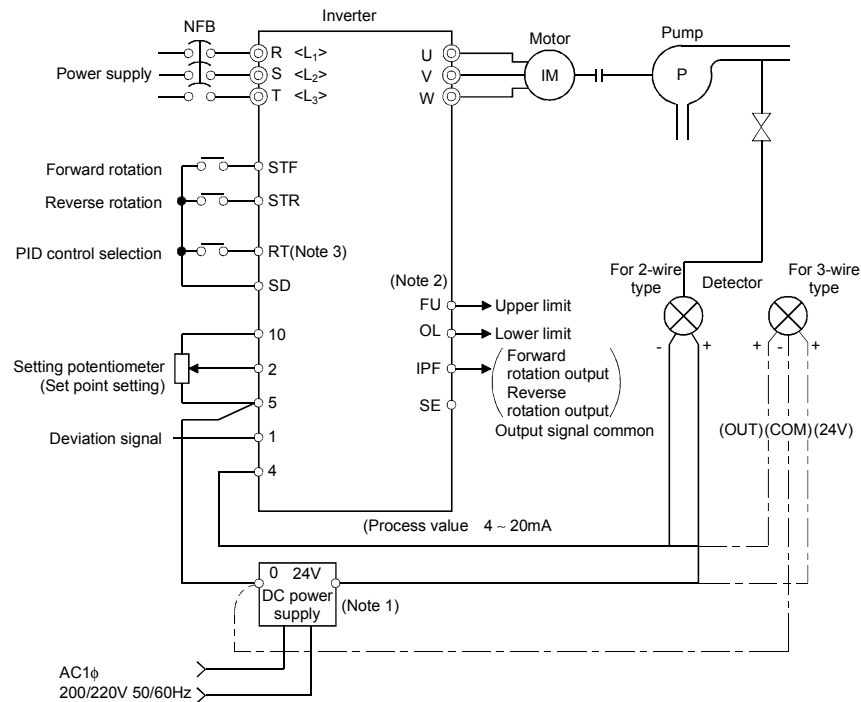 Inverter
NFB
Motor
Pump
R <L₁>
S <L₂>
T <L₃>
Power supply
U
V
W
IM
P
Forward rotation
STF
Reverse rotation
STR
PID control selection
RT(Note 3)
SD
(Note 2)
FU
Upper limit
OL
Lower limit
IPF
Forward
rotation output
Reverse
rotation output
SE
Output signal common
For 2-wire
type
Detector
For 3-wire
type
- +
+ - +
(OUT)(COM)(24V)
10
Setting potentiometer
(Set point setting)
2
5
Deviation signal
1
4
(Process value 4 ~ 20mA
0 24V
DC power
supply
(Note 1)
AC1ϕ
200/220V 50/60Hz